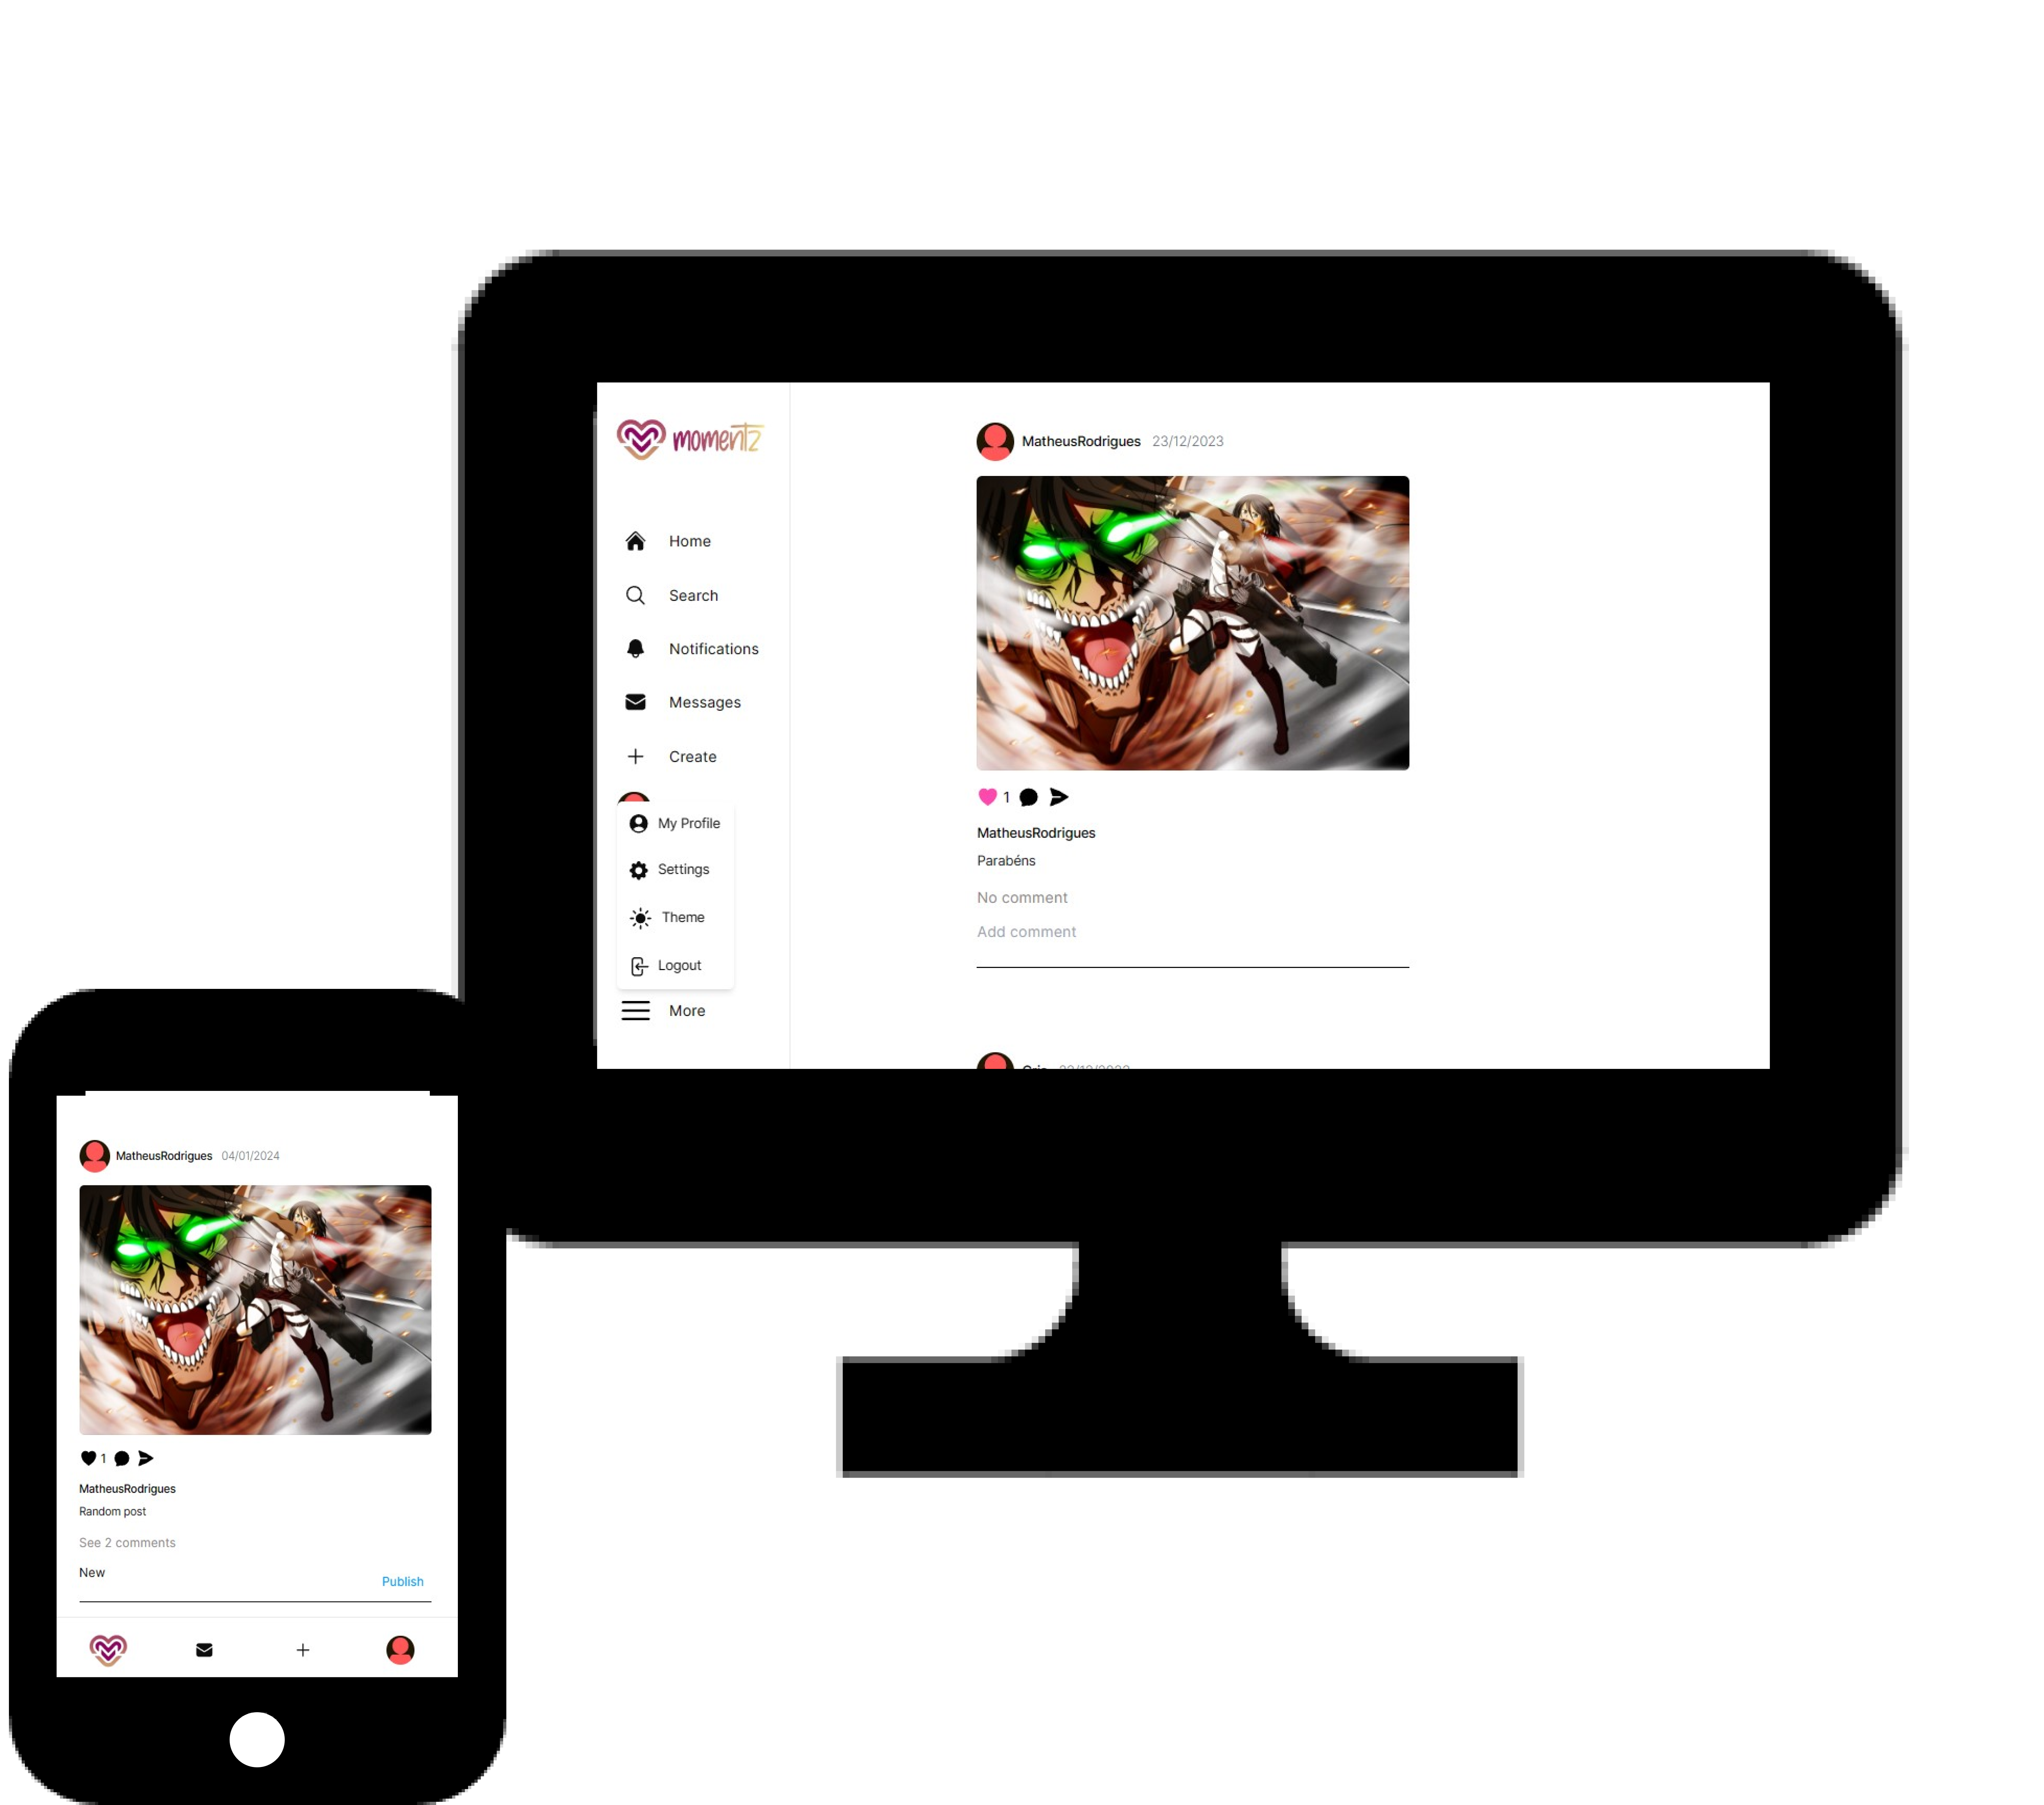 momentz
Home
Search
Notifications
Messages
Create
My Profile
Settings
Theme
Logout
More
MatheusRodrigues 23/12/2023
1
MatheusRodrigues
Parabéns
No comment
Add comment
MatheusRodrigues 04/01/2024
1
MatheusRodrigues
Random post
See 2 comments
New
Publish